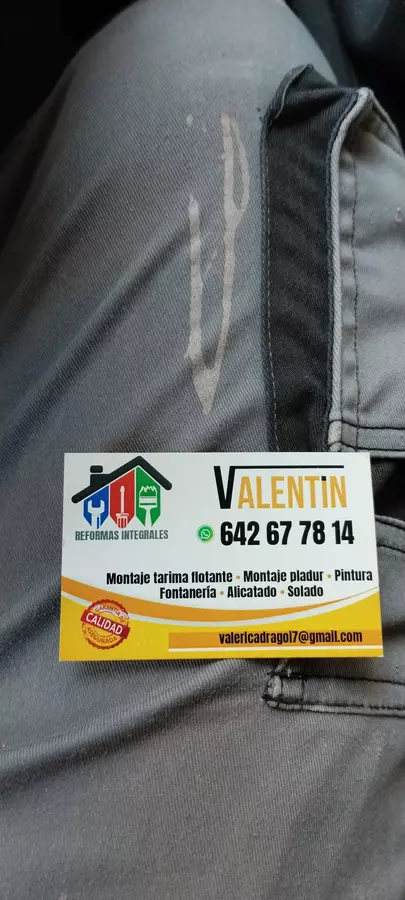 VALENTIN
REFORMAS INTEGRALES
642 67 78 14
Montaje tarima flotante • Montaje pladur • Pintura
Fontanería • Alicatado • Solado
CALIDAD
valericadrago17@gmail.com